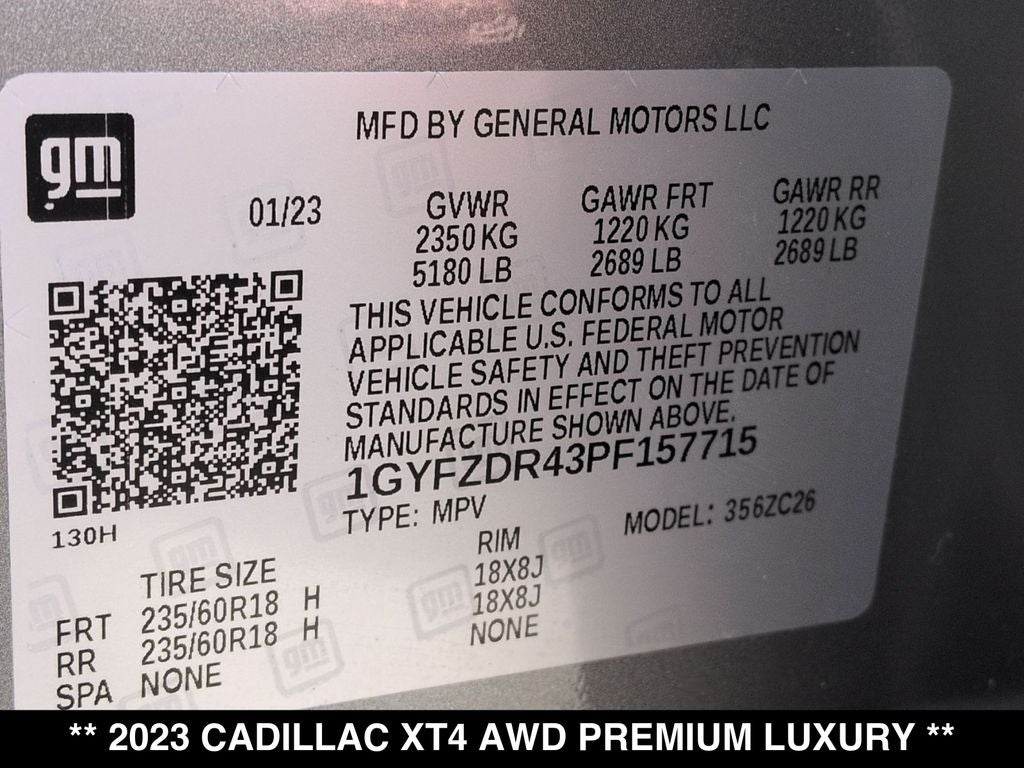 gm
MFD BY GENERAL MOTORS LLC
01/23 GVWR GAWR FRT GAWR RR
2350 KG 1220 KG 1220 KG
5180 LB 2689 LB 2689 LB
THIS VEHICLE CONFORMS TO ALL
APPLICABLE U.S. FEDERAL MOTOR
VEHICLE SAFETY AND THEFT PREVENTION
STANDARDS IN EFFECT ON THE DATE OF
MANUFACTURE SHOWN ABOVE.
1GYFZDR43PF157715
TYPE: MPV MODEL: 356ZC26
130H
TIRE SIZE RIM
FRT 235/60R18 H 18X8J
RR 235/60R18 H 18X8J
SPA NONE NONE
** 2023 CADILLAC XT4 AWD PREMIUM LUXURY **